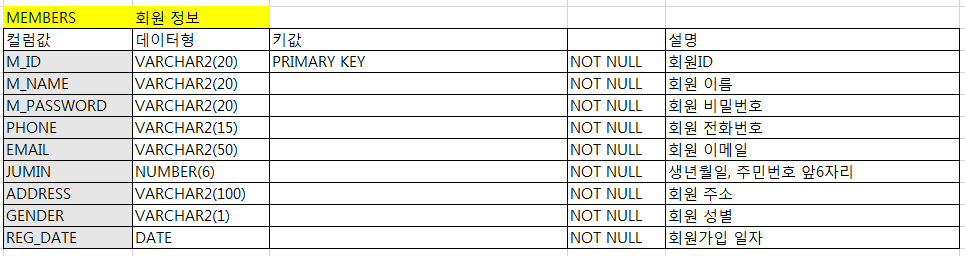 MEMBERS 회원 정보
컬럼값 데이터형 키값 설명
M_ID VARCHAR2(20) PRIMARY KEY NOT NULL 회원ID
M_NAME VARCHAR2(20) NOT NULL 회원 이름
M_PASSWORD VARCHAR2(20) NOT NULL 회원 비밀번호
PHONE VARCHAR2(15) NOT NULL 회원 전화번호
EMAIL VARCHAR2(50) NOT NULL 회원 이메일
JUMIN NUMBER(6) NOT NULL 생년월일, 주민번호 앞6자리
ADDRESS VARCHAR2(100) NOT NULL 회원 주소
GENDER VARCHAR2(1) NOT NULL 회원 성별
REG_DATE DATE NOT NULL 회원가입 일자